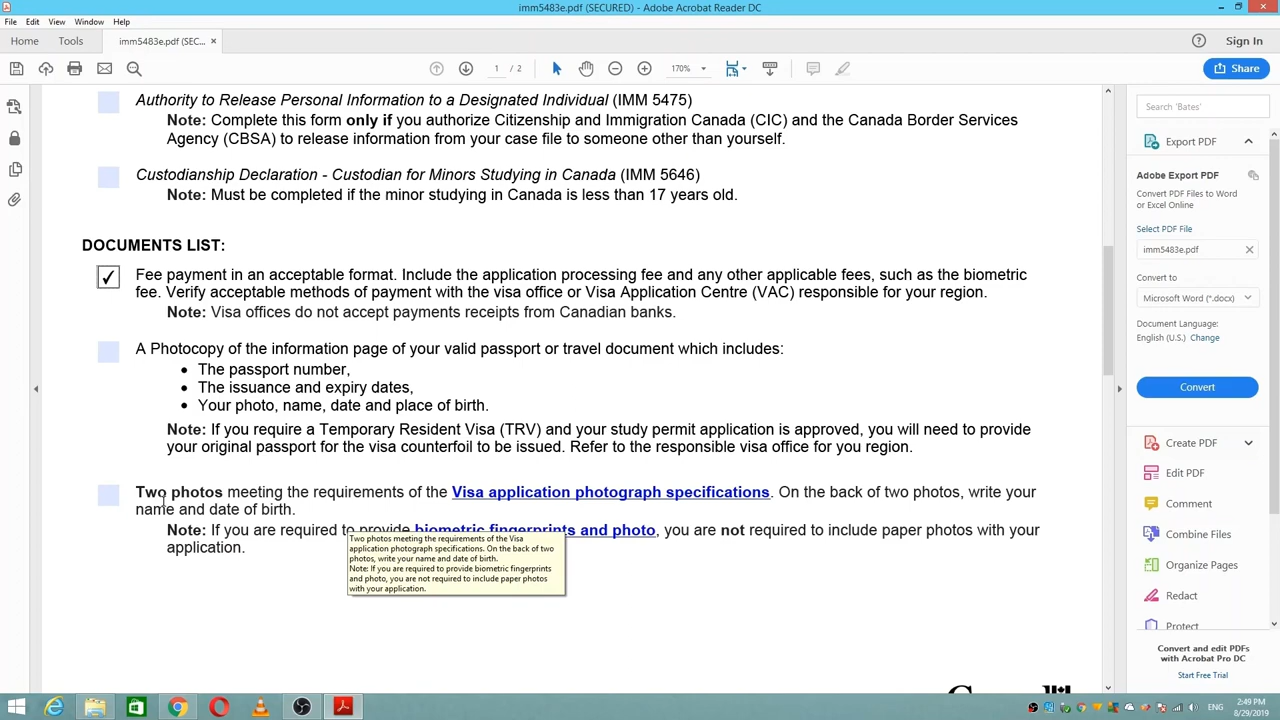 imm5483e.pdf (SECURED) - Adobe Acrobat Reader DC
File Edit View Window Help
Home Tools imm5483e.pdf (SEC... × Sign In
1 / 2 170% Share
Authority to Release Personal Information to a Designated Individual (IMM 5475)
Note: Complete this form only if you authorize Citizenship and Immigration Canada (CIC) and the Canada Border Services
Agency (CBSA) to release information from your case file to someone other than yourself.
Custodianship Declaration - Custodian for Minors Studying in Canada (IMM 5646)
Note: Must be completed if the minor studying in Canada is less than 17 years old.
DOCUMENTS LIST:
Fee payment in an acceptable format. Include the application processing fee and any other applicable fees, such as the biometric
fee. Verify acceptable methods of payment with the visa office or Visa Application Centre (VAC) responsible for your region.
Note: Visa offices do not accept payments receipts from Canadian banks.
A Photocopy of the information page of your valid passport or travel document which includes:
• The passport number,
• The issuance and expiry dates,
• Your photo, name, date and place of birth.
Note: If you require a Temporary Resident Visa (TRV) and your study permit application is approved, you will need to provide
your original passport for the visa counterfoil to be issued. Refer to the responsible visa office for you region.
Two photos meeting the requirements of the Visa application photograph specifications. On the back of two photos, write your
name and date of birth.
Note: If you are required to provide biometric fingerprints and photo, you are not required to include paper photos with your
application.
Two photos meeting the requirements of the Visa
application photograph specifications. On the back of two
photos, write your name and date of birth.
Note: If you are required to provide biometric fingerprints
and photo, you are not required to include paper photos
with your application.
Search 'Bates'
Export PDF
Adobe Export PDF
Convert PDF Files to Word
or Excel Online
Select PDF File
imm5483e.pdf
Convert to
Microsoft Word (*.docx)
Document Language:
English (U.S.) Change
Convert
Create PDF
Edit PDF
Comment
Combine Files
Organize Pages
Redact
Protect
Convert and edit PDFs
with Acrobat Pro DC
Start Free Trial
ENG
2:49 PM
8/29/2019